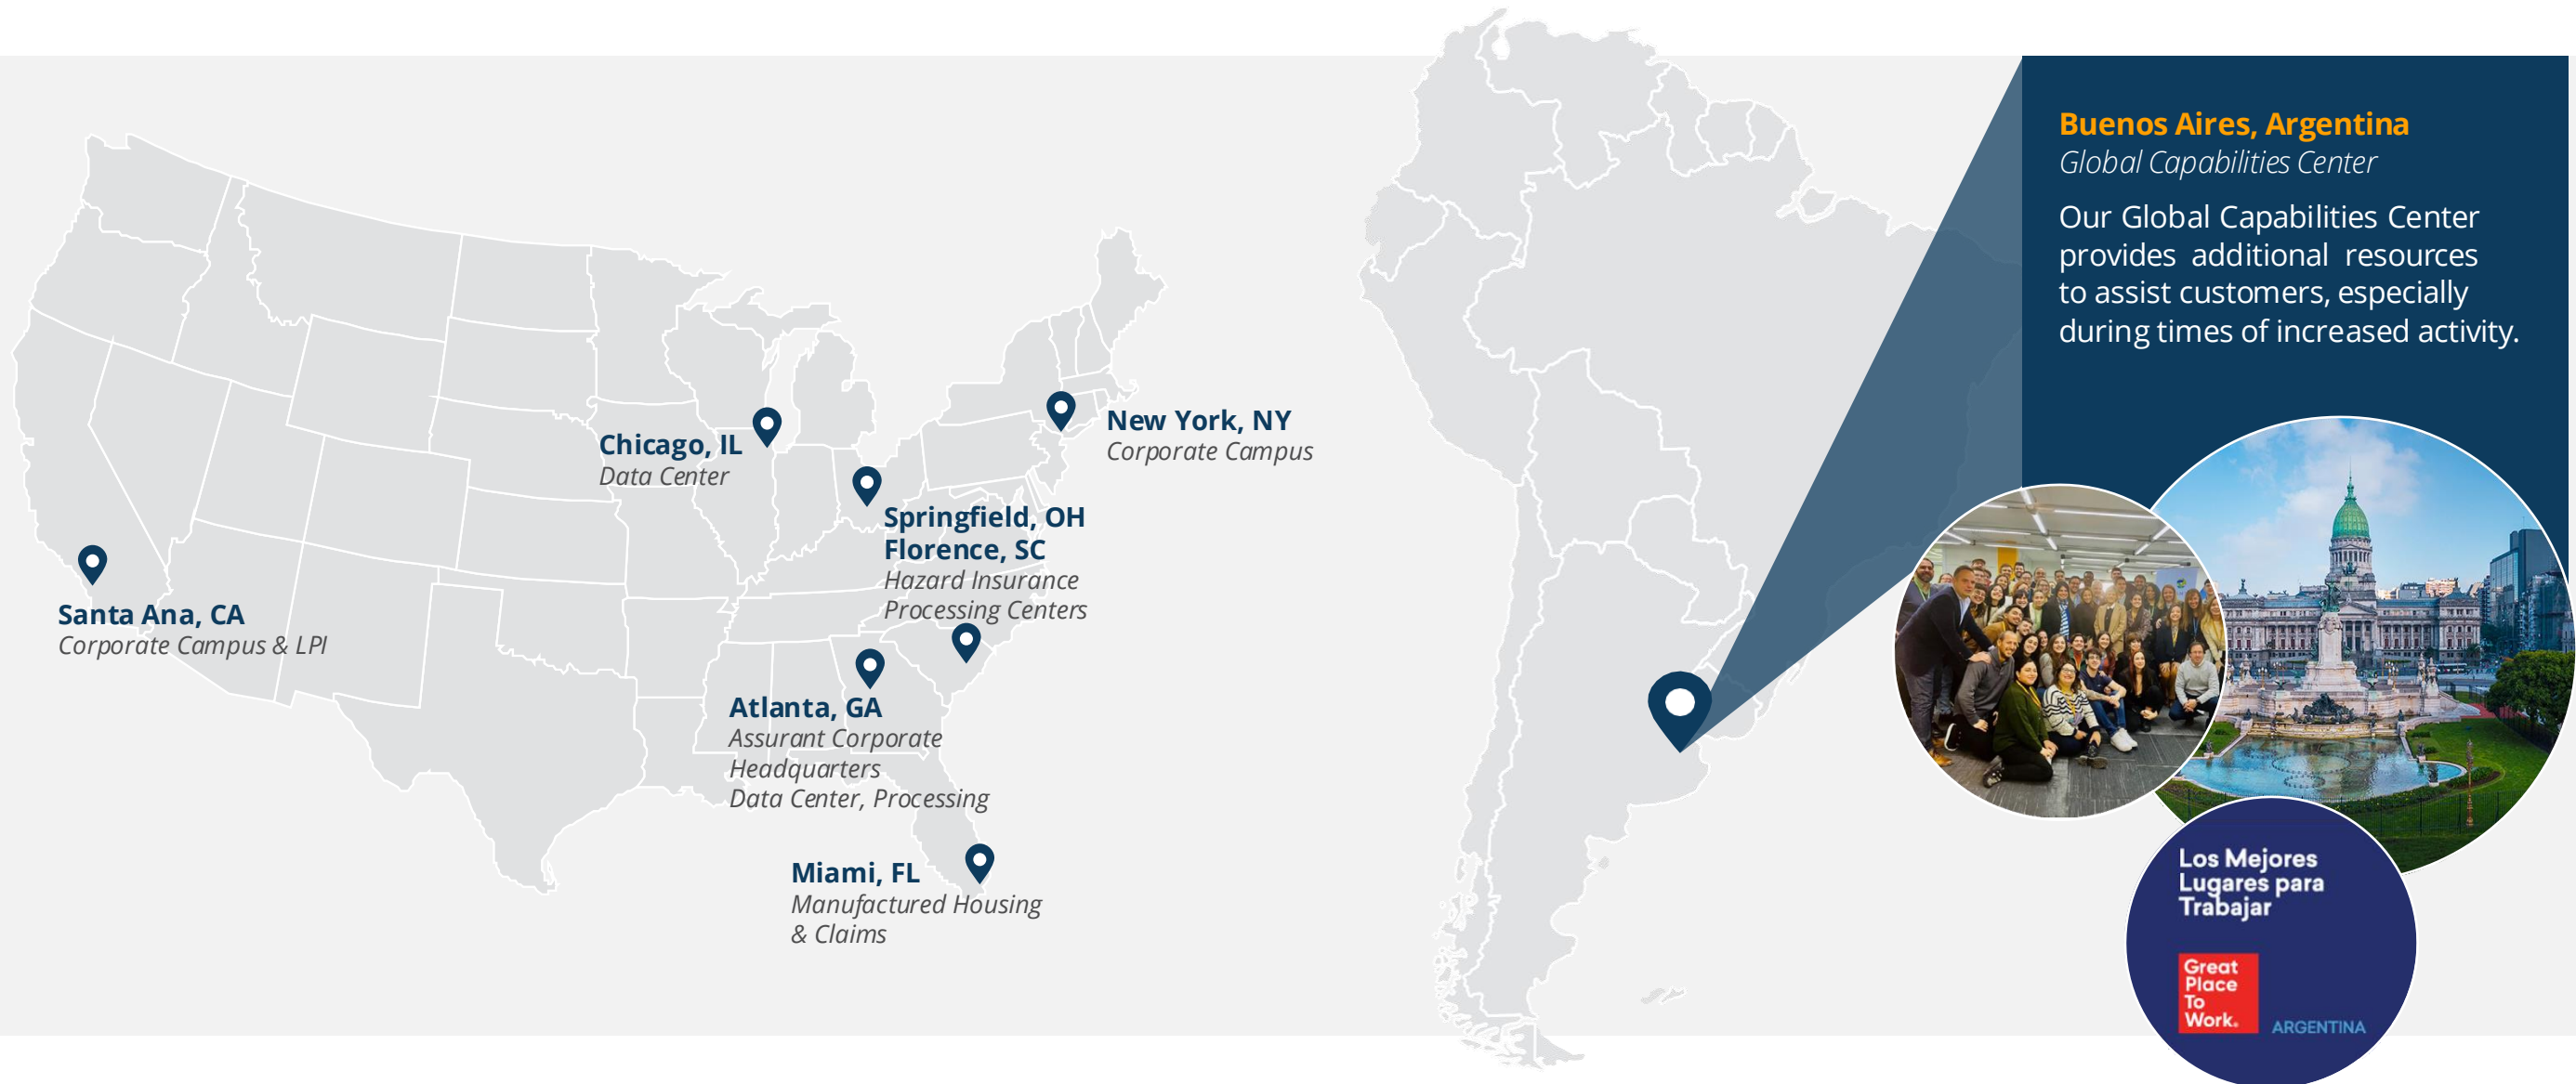 Chicago, IL
Data Center
New York, NY
Corporate Campus
Springfield, OH
Florence, SC
Hazard Insurance
Processing Centers
Santa Ana, CA
Corporate Campus & LPI
Atlanta, GA
Assurant Corporate
Headquarters
Data Center, Processing
Miami, FL
Manufactured Housing
& Claims
Buenos Aires, Argentina
Global Capabilities Center
Our Global Capabilities Center
provides additional resources
to assist customers, especially
during times of increased activity.
Los Mejores
Lugares para
Trabajar
Great
Place
To
Work.
ARGENTINA